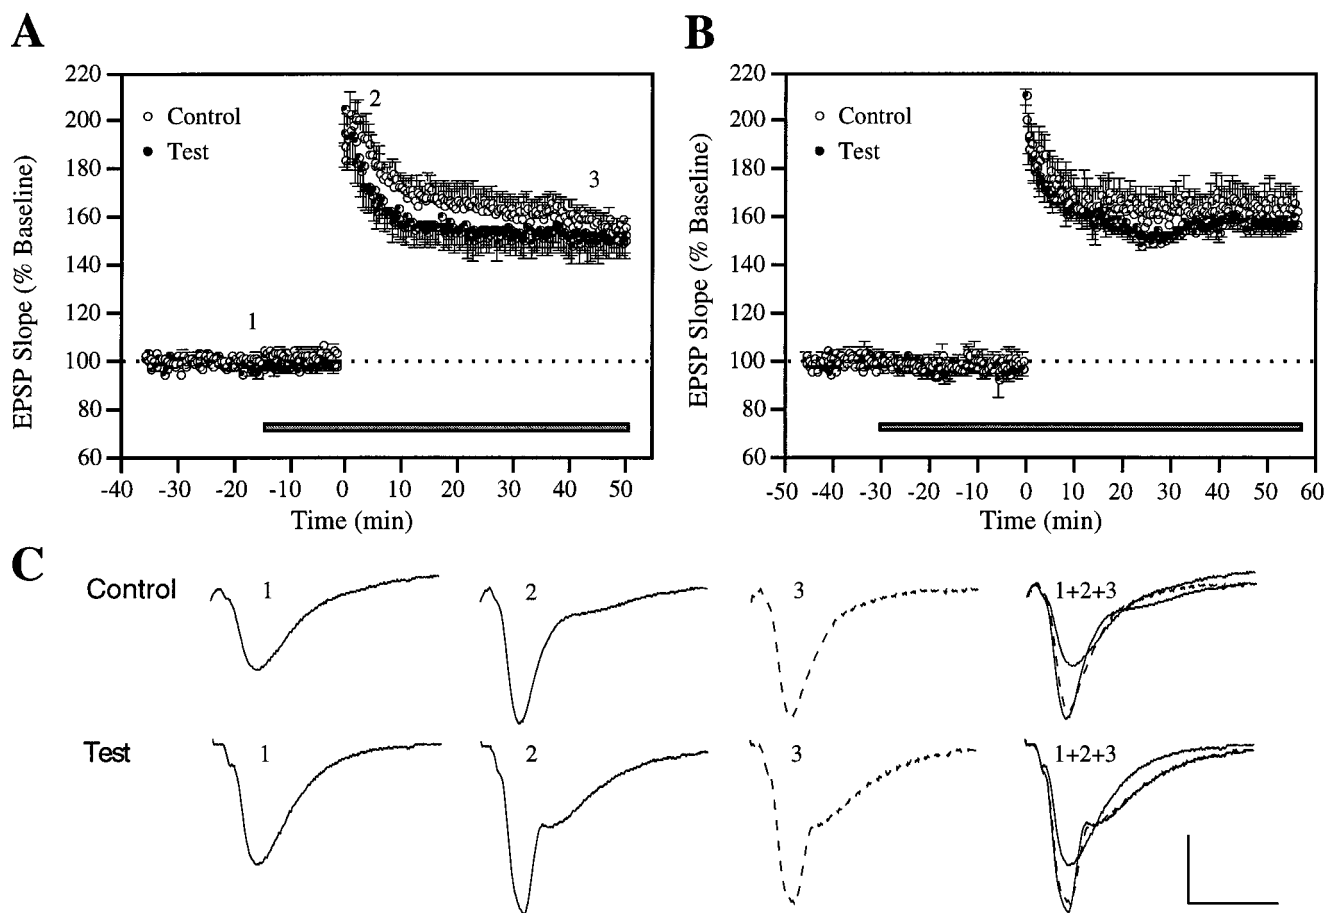 A
B
220
200
180
160
140
120
100
80
60
EPSP Slope (% Baseline)
Control
Test
1
2
3
-40 -30 -20 -10 0 10 20 30 40 50
Time (min)
220
200
180
160
140
120
100
80
60
EPSP Slope (% Baseline)
Control
Test
-50 -40 -30 -20 -10 0 10 20 30 40 50 60
Time (min)
C
Control 1 2 3 1+2+3
Test 1 2 3 1+2+3